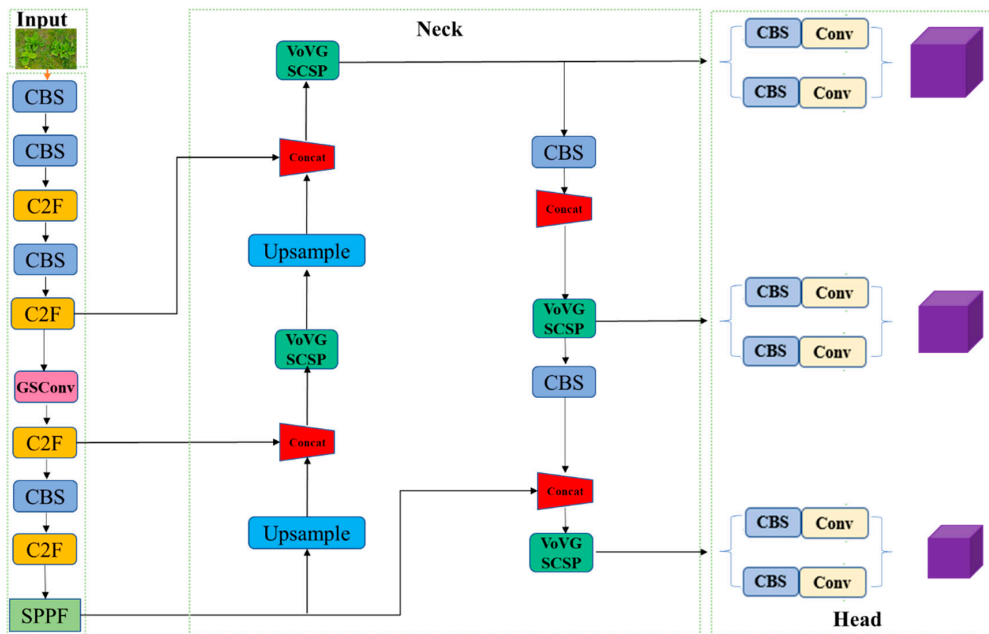 Input
CBS
CBS
C2F
CBS
C2F
GSConv
C2F
CBS
C2F
SPPF
Neck
VoVG
SCSP
Concat
Upsample
VoVG
SCSP
Concat
Upsample
CBS
Concat
VoVG
SCSP
CBS
Concat
VoVG
SCSP
CBS Conv
CBS Conv
CBS Conv
CBS Conv
CBS Conv
CBS Conv
Head